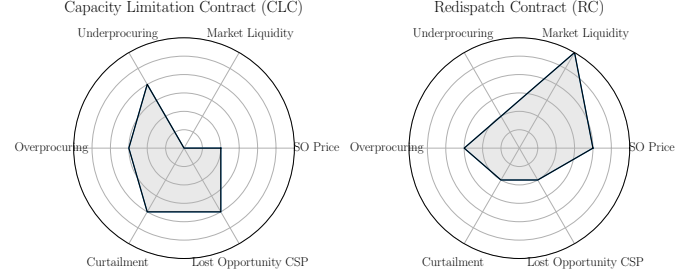 Capacity Limitation Contract (CLC)
Underprocuring
Market Liquidity
Overprocuring
SO Price
Curtailment
Lost Opportunity CSP
Redispatch Contract (RC)
Underprocuring
Market Liquidity
Overprocuring
SO Price
Curtailment
Lost Opportunity CSP